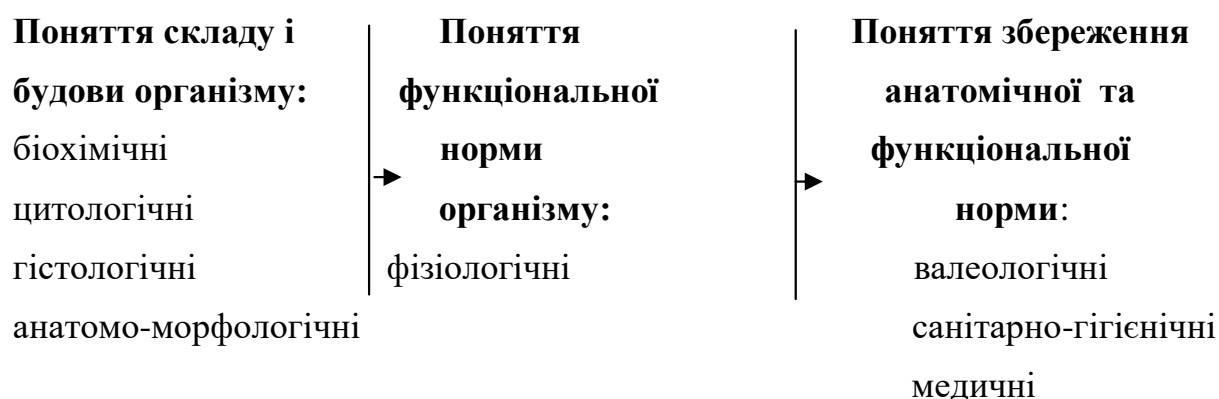 Поняття складу і
будови організму:
біохімічні
цитологічні
гістологічні
анатомо-морфологічні
Поняття
функціональної
норми
організму:
фізіологічні
Поняття збереження
анатомічної та
функціональної
норми:
валеологічні
санітарно-гігієнічні
медичні